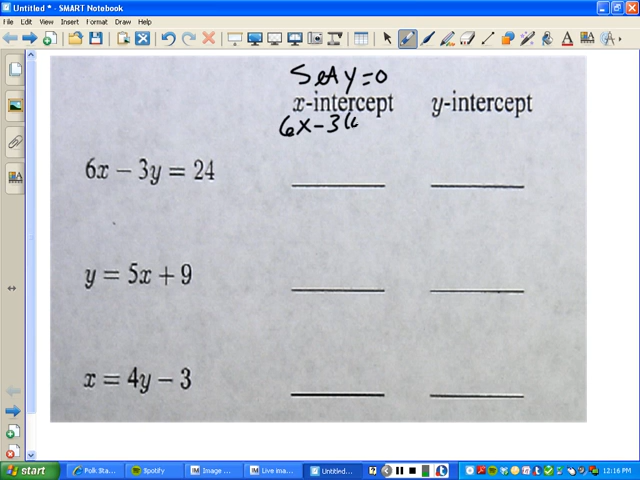 Untitled * - SMART Notebook
File Edit View Insert Format Draw Help
Set y=0
x-intercept y-intercept
6x-3(
6x − 3y = 24
y = 5x + 9
x = 4y − 3
start Polk Sta... Spotify Image ... Live ima... Untitled... 12:16 PM